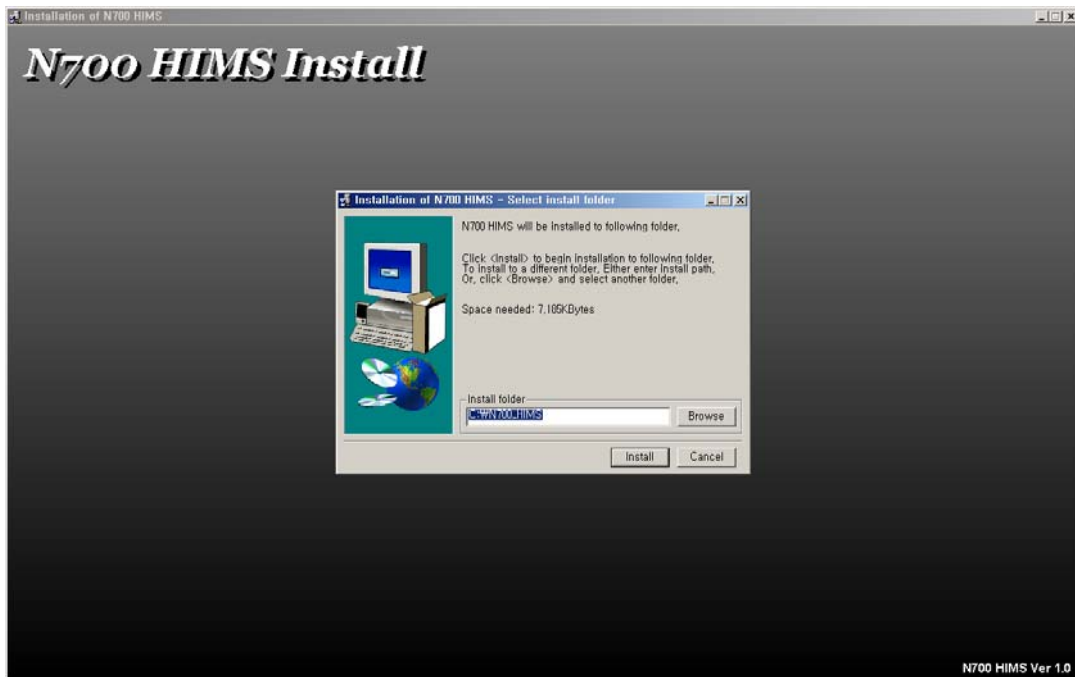 Installation of N700 HIMS
N700 HIMS Install
Installation of N700 HIMS - Select install folder
N700 HIMS will be installed to following folder,
Click <Install> to begin installation to following folder,
To install to a different folder, Either enter install path,
Or, click <Browse> and select another folder,
Space needed: 7,185KBytes
Install folder
C:₩N700_HIMS
Browse
Install
Cancel
N700 HIMS Ver 1.0